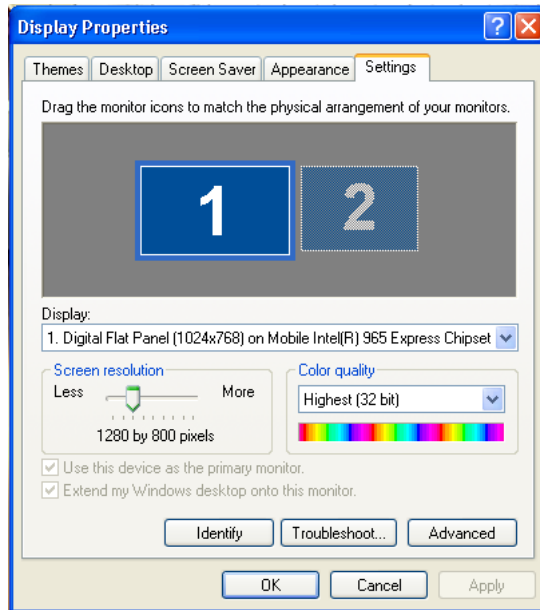 Display Properties
Themes Desktop Screen Saver Appearance Settings
Drag the monitor icons to match the physical arrangement of your monitors.
1 2
Display:
1. Digital Flat Panel (1024x768) on Mobile Intel(R) 965 Express Chipset
Screen resolution
Less More
1280 by 800 pixels
Color quality
Highest (32 bit)
Use this device as the primary monitor.
Extend my Windows desktop onto this monitor.
Identify Troubleshoot... Advanced
OK Cancel Apply